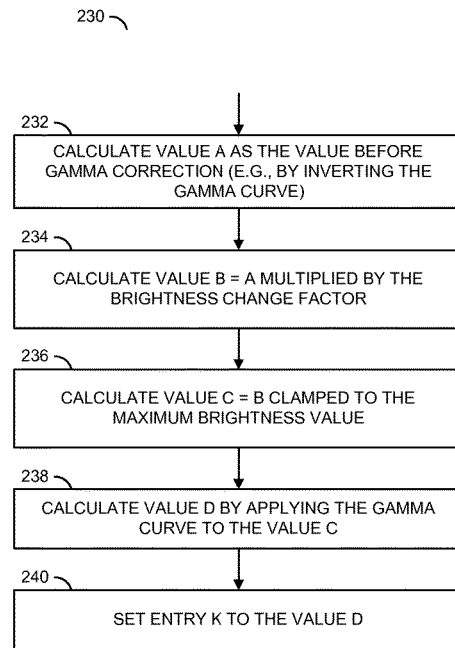 230
232
CALCULATE VALUE A AS THE VALUE BEFORE
GAMMA CORRECTION (E.G., BY INVERTING THE
GAMMA CURVE)
234
CALCULATE VALUE B = A MULTIPLIED BY THE
BRIGHTNESS CHANGE FACTOR
236
CALCULATE VALUE C = B CLAMPED TO THE
MAXIMUM BRIGHTNESS VALUE
238
CALCULATE VALUE D BY APPLYING THE GAMMA
CURVE TO THE VALUE C
240
SET ENTRY K TO THE VALUE D